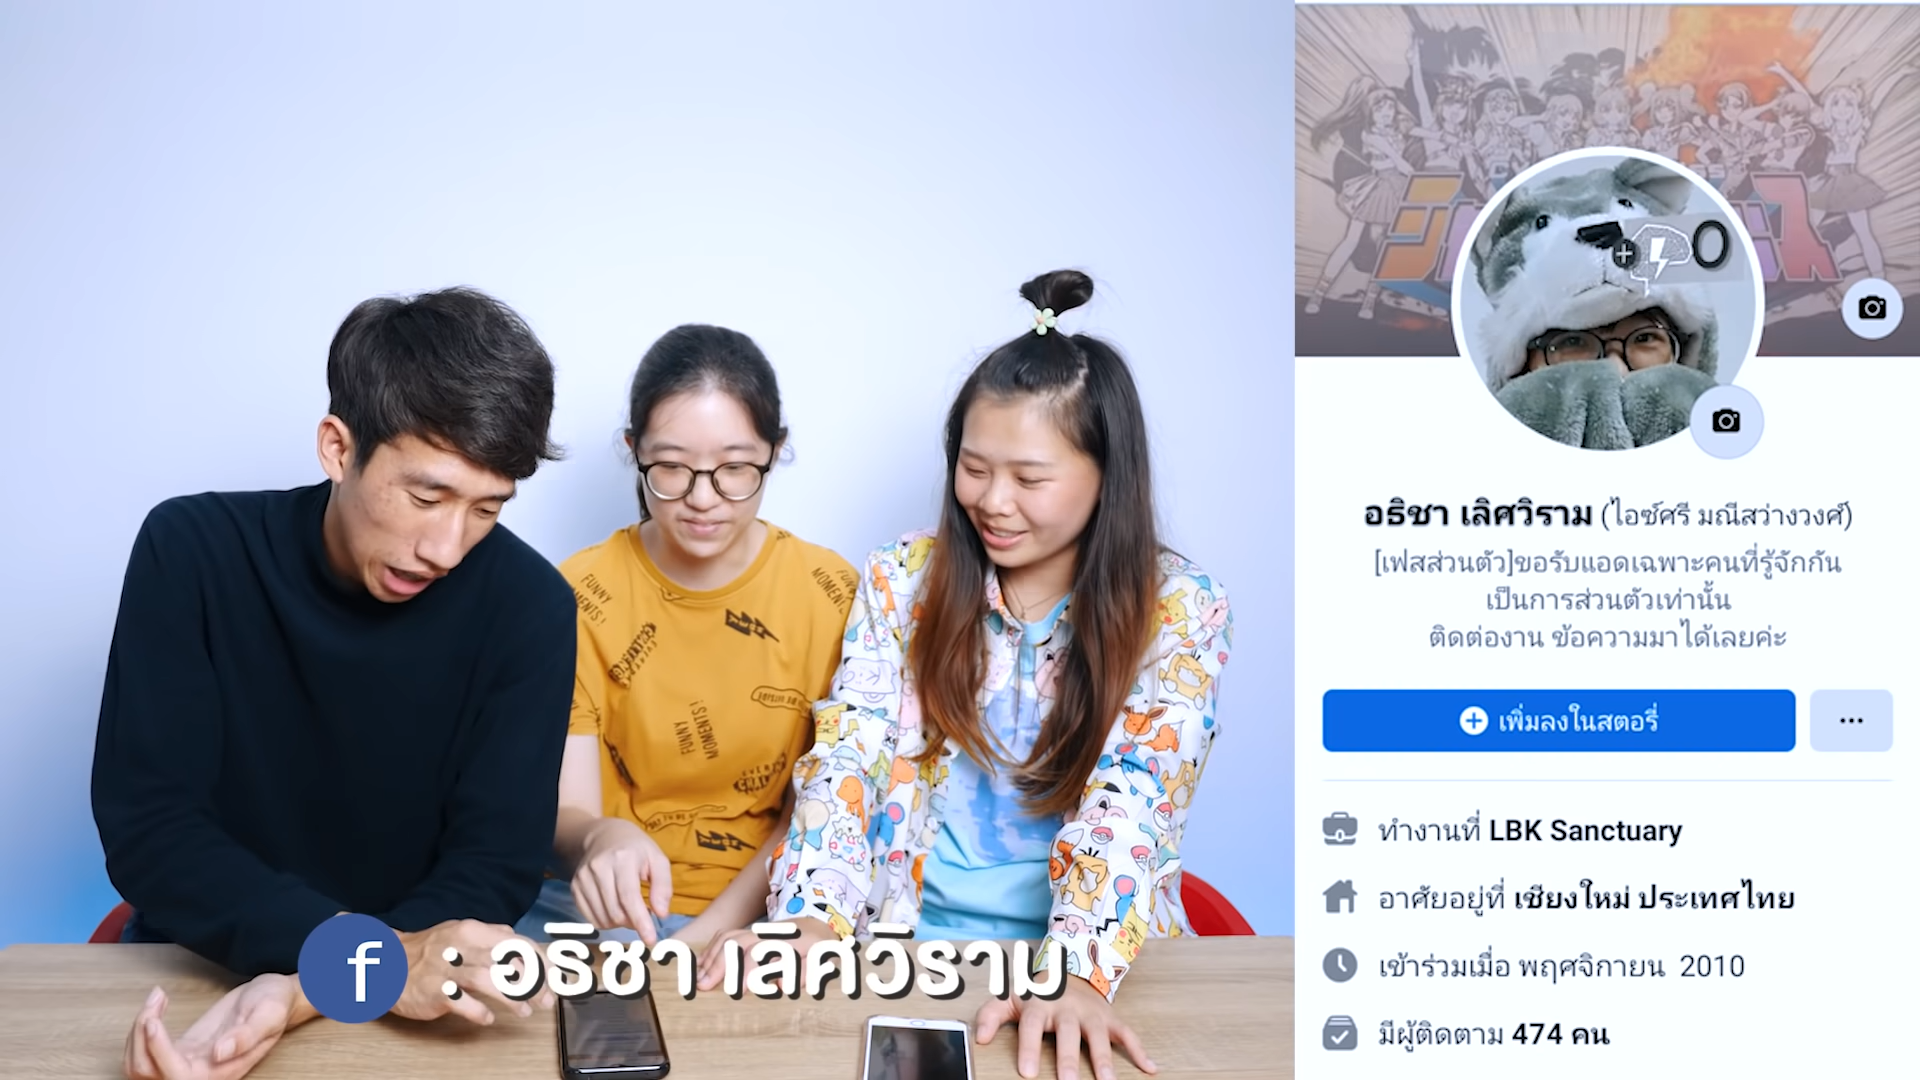 อธิชา เลิศวิราม (ไอซ์ศรี มณีสว่างวงศ์)
[เฟสส่วนตัว]ขอรับแอดเฉพาะคนที่รู้จักกัน
เป็นการส่วนตัวเท่านั้น
ติดต่องาน ข้อความมาได้เลยค่ะ
เพิ่มลงในสตอรี่
ทำงานที่ LBK Sanctuary
อาศัยอยู่ที่ เชียงใหม่ ประเทศไทย
เข้าร่วมเมื่อ พฤศจิกายน 2010
มีผู้ติดตาม 474 คน
f : อธิชา เลิศวิราม
FUNNY
MOMENTS!